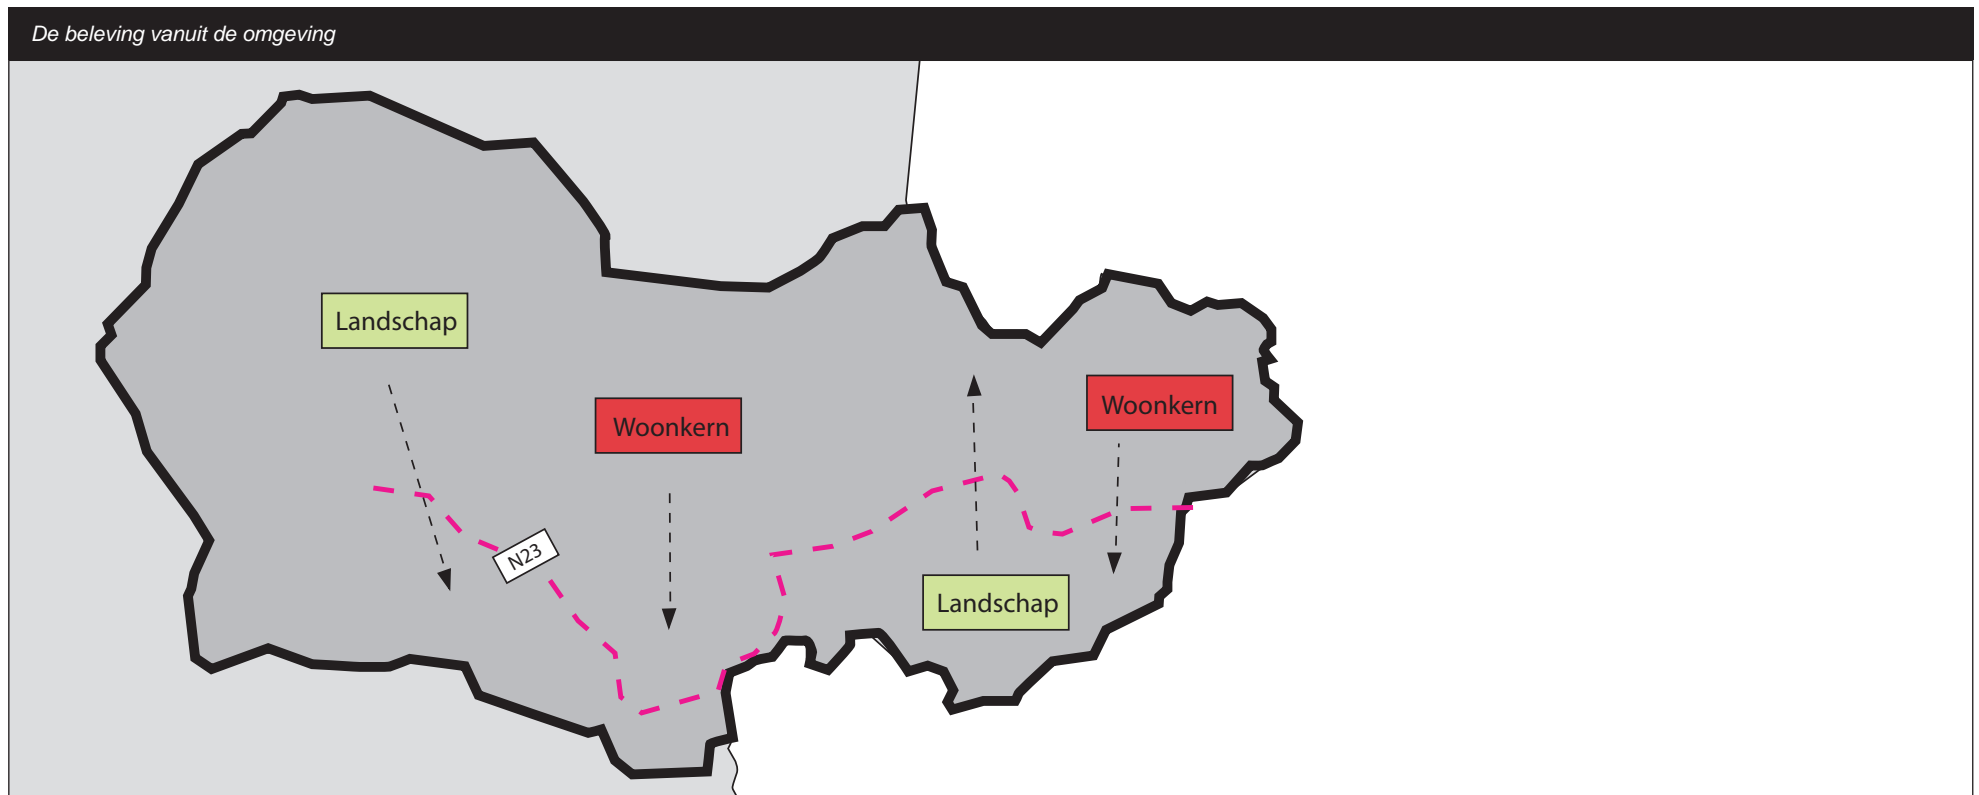 De beleving vanuit de omgeving
Landschap
Woonkern
Woonkern
N23
Landschap